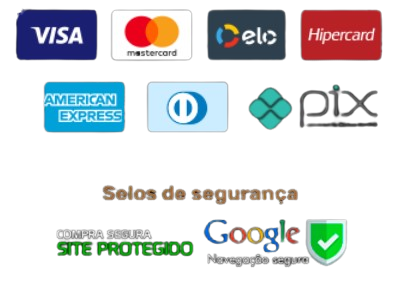 VISA
mastercard
elo
Hipercard
AMERICAN
EXPRESS
pix
Selos de segurança
COMPRA SEGURA
SITE PROTEGIDO
Google
Navegação segura